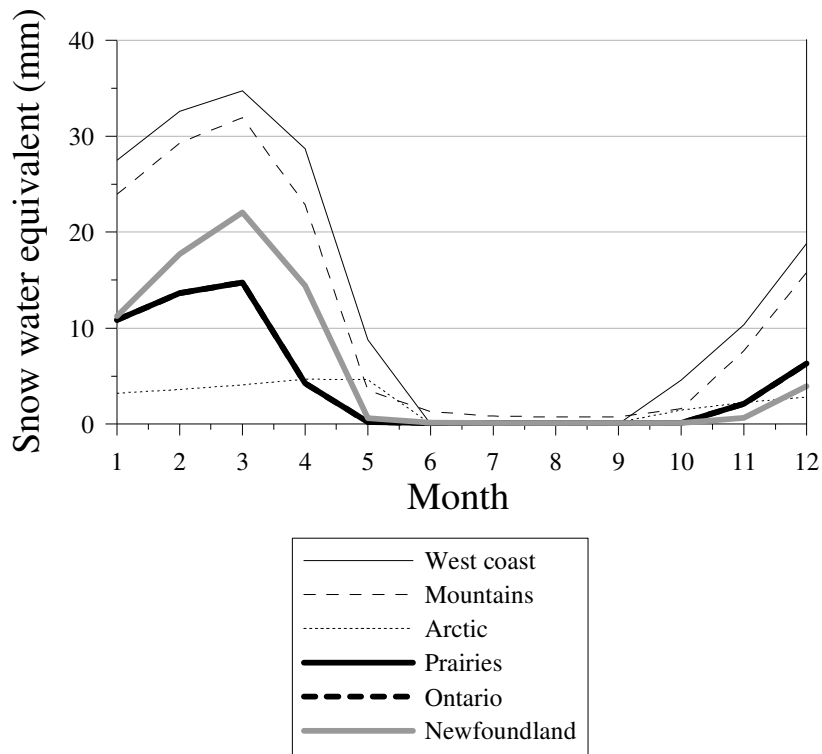 Snow water equivalent (mm)
40
30
20
10
0
1 2 3 4 5 6 7 8 9 10 11 12
Month
West coast
Mountains
Arctic
Prairies
Ontario
Newfoundland